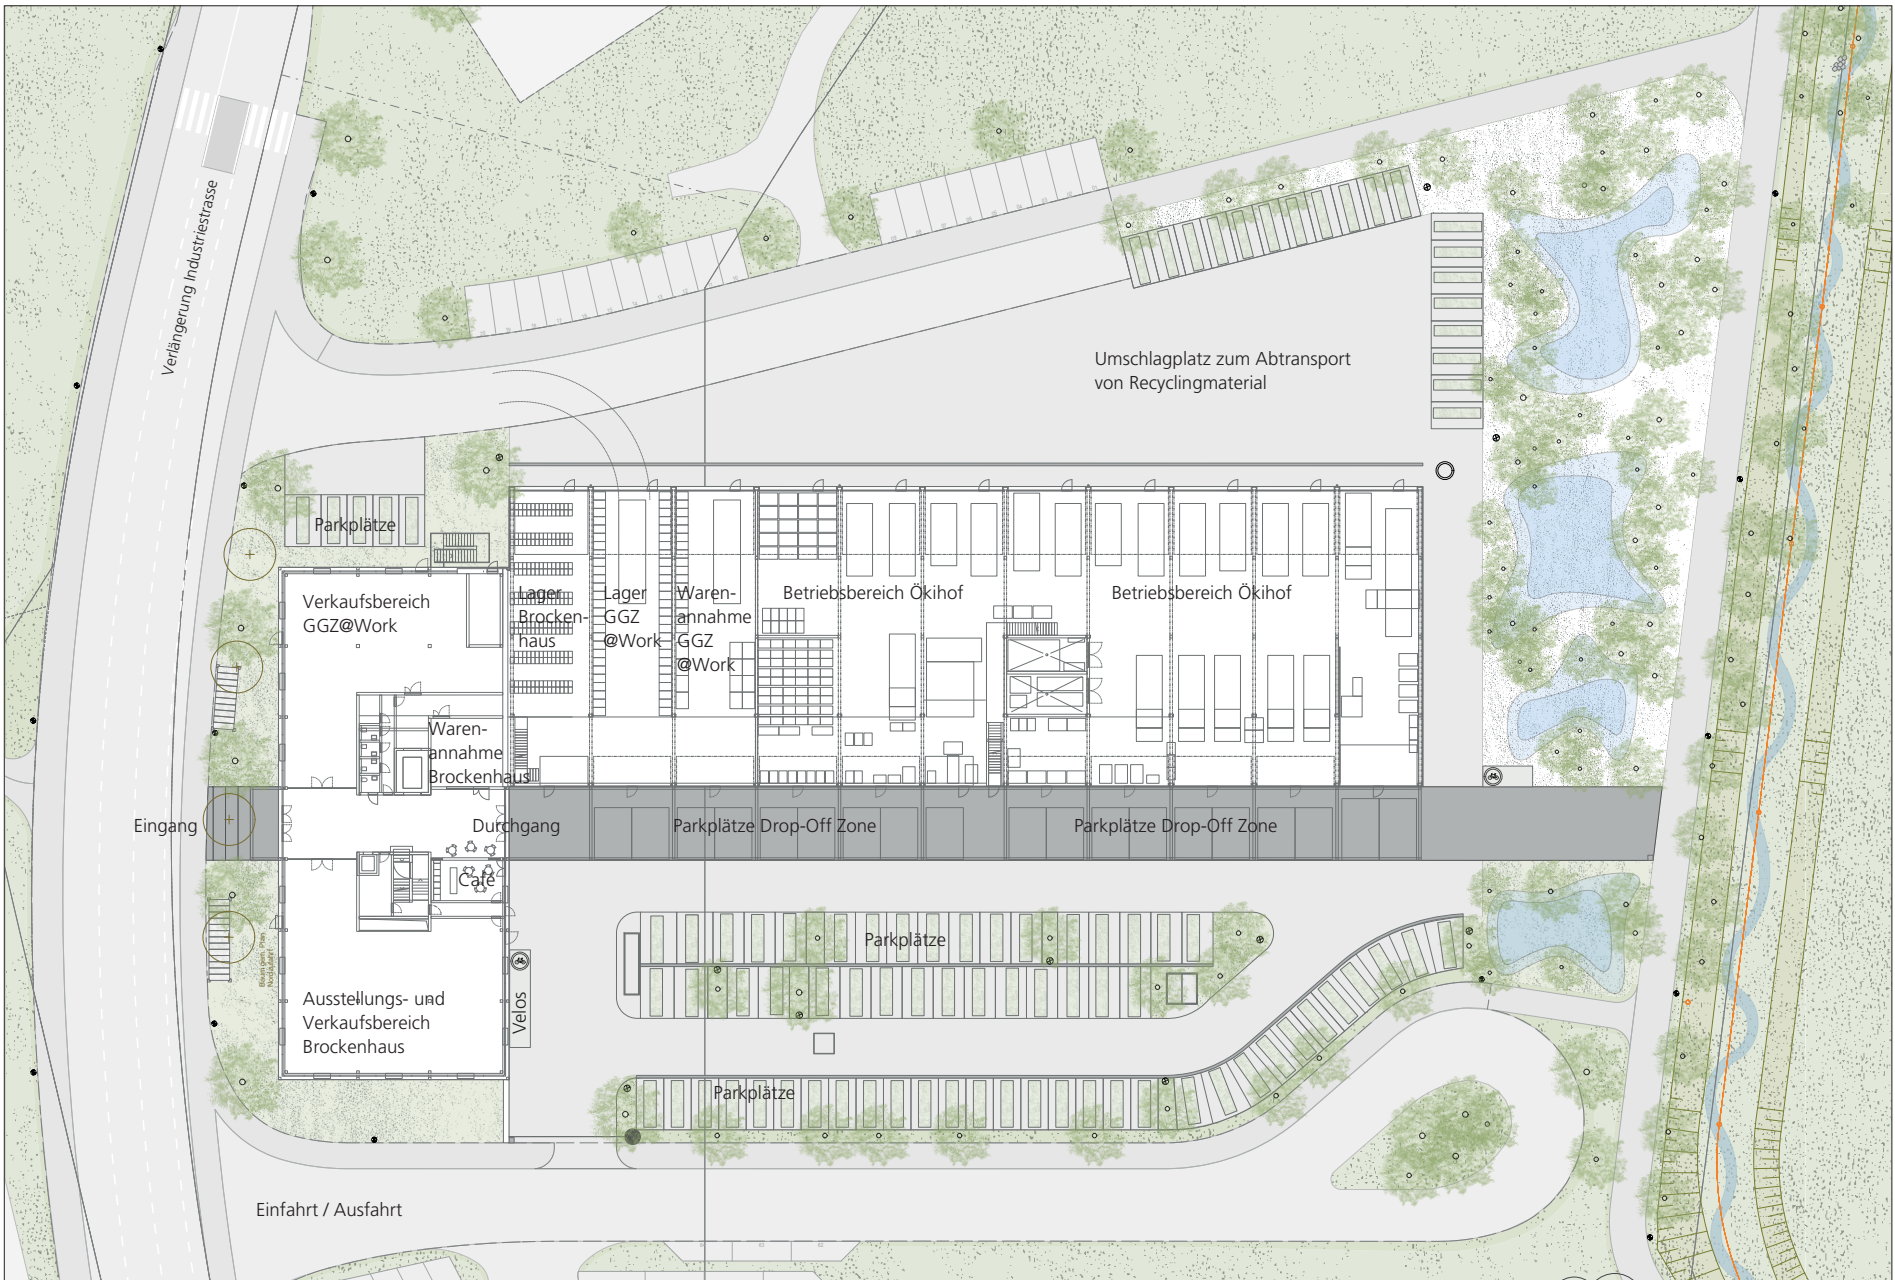 Verlängerung Industriestrasse
Umschlagplatz zum Abtransport
von Recyclingmaterial
Parkplätze
Verkaufsbereich
GGZ@Work
Lager
Brocken-
haus
Lager
GGZ
@Work
Waren-
annahme
GGZ
@Work
Betriebsbereich Ökihof
Betriebsbereich Ökihof
Waren-
annahme
Brockenhaus
Eingang
Durchgang
Parkplätze Drop-Off Zone
Parkplätze Drop-Off Zone
Café
Parkplätze
Ausstellungs- und
Verkaufsbereich
Brockenhaus
Velos
Parkplätze
Einfahrt / Ausfahrt